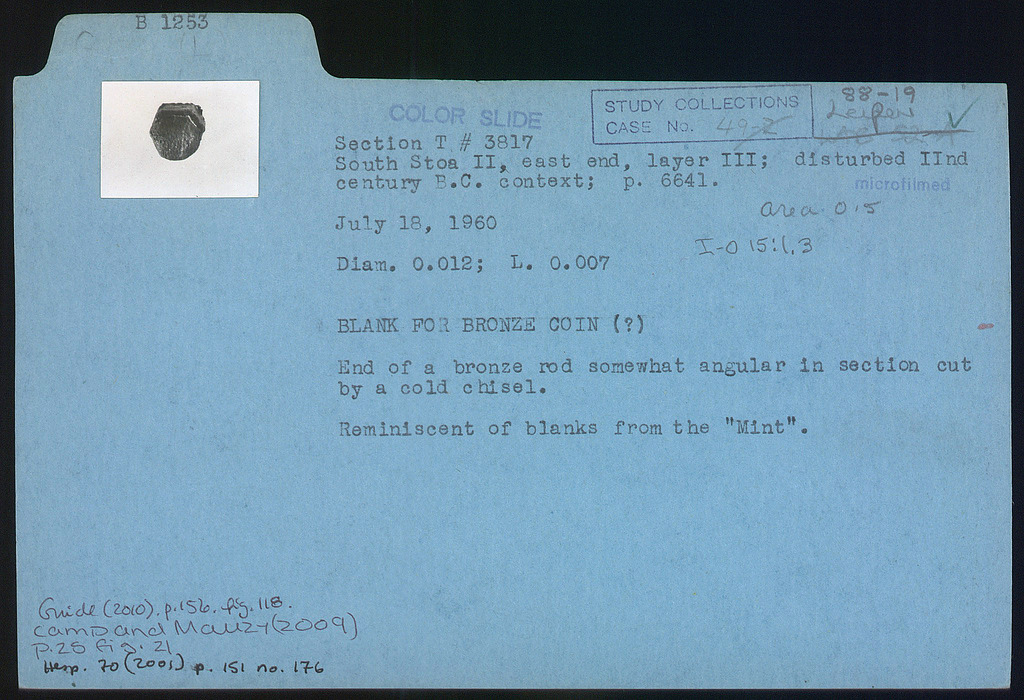 B 1253
COLOR SLIDE
STUDY COLLECTIONS
CASE No. 49-2
88-19
Section T # 3817
South Stoa II, east end, layer III; disturbed IInd
century B.C. context; p. 6641.
microfilmed
area O 15
July 18, 1960
I-O 15:1,3
Diam. 0.012; L. 0.007
BLANK FOR BRONZE COIN (?)
End of a bronze rod somewhat angular in section cut
by a cold chisel.
Reminiscent of blanks from the "Mint".
Guide (2010). p.156. fig. 118.
Camp and Mauzy (2009)
p.25 fig. 21
Hesp. 70 (2001) p. 151 no. 176